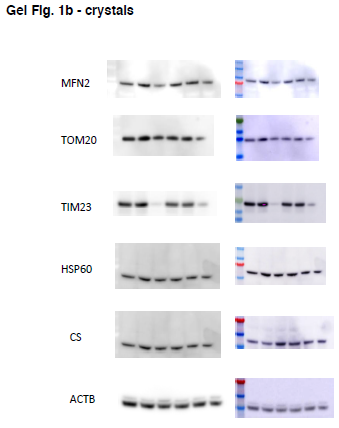 Gel Fig. 1b - crystals
MFN2
TOM20
TIM23
HSP60
CS
ACTB